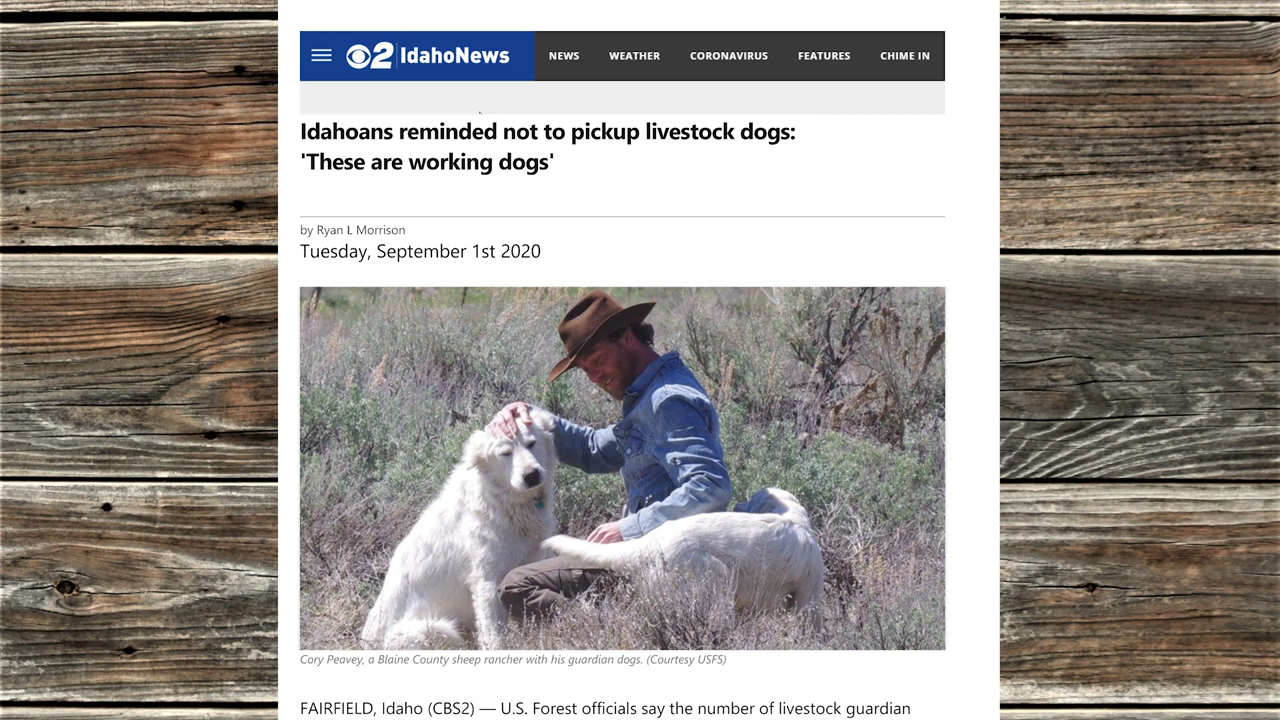 2 IdahoNews NEWS WEATHER CORONAVIRUS FEATURES CHIME IN
Idahoans reminded not to pickup livestock dogs:
'These are working dogs'
by Ryan L Morrison
Tuesday, September 1st 2020
Cory Peavey, a Blaine County sheep rancher with his guardian dogs. (Courtesy USFS)
FAIRFIELD, Idaho (CBS2) — U.S. Forest officials say the number of livestock guardian